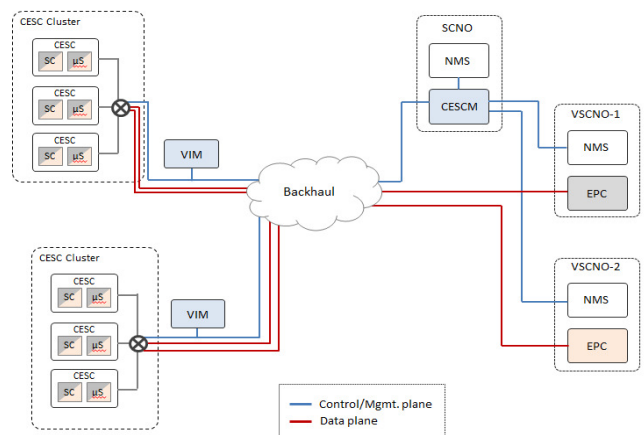 CESC Cluster
CESC
SC µS
CESC
SC µS
CESC
SC µS
VIM
Backhaul
SCNO
NMS
CESCM
VSCNO-1
NMS
EPC
VSCNO-2
NMS
EPC
CESC Cluster
CESC
SC µS
CESC
SC µS
CESC
SC µS
VIM
Control/Mgmt. plane
Data plane